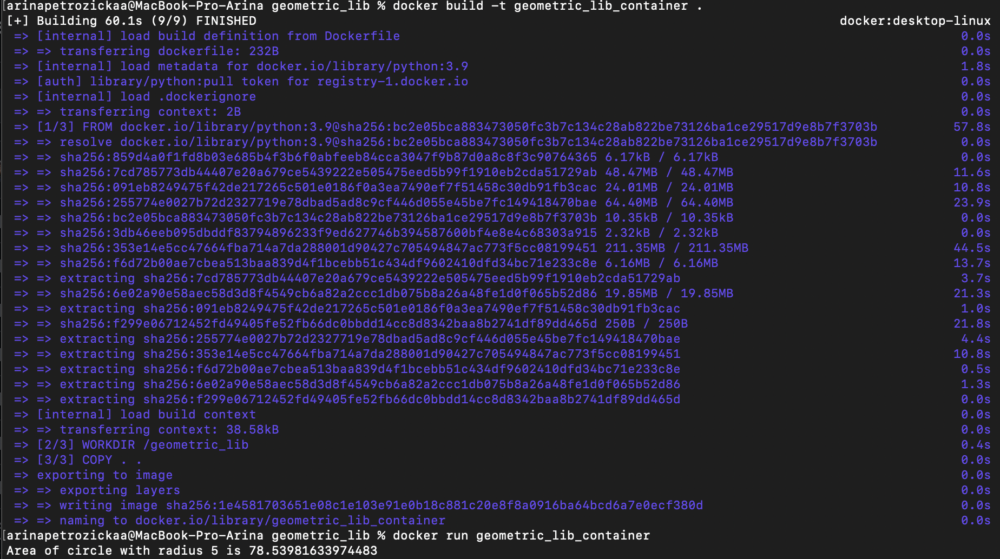 [arinapetrozickaa@MacBook-Pro-Arina geometric_lib % docker build -t geometric_lib_container .
[+] Building 60.1s (9/9) FINISHED docker:desktop-linux
=> [internal] load build definition from Dockerfile 0.0s
=> => transferring dockerfile: 232B 0.0s
=> [internal] load metadata for docker.io/library/python:3.9 1.8s
=> [auth] library/python:pull token for registry-1.docker.io 0.0s
=> [internal] load .dockerignore 0.0s
=> => transferring context: 2B 0.0s
=> [1/3] FROM docker.io/library/python:3.9@sha256:bc2e05bca883473050fc3b7c134c28ab822be73126ba1ce29517d9e8b7f3703b 57.8s
=> => resolve docker.io/library/python:3.9@sha256:bc2e05bca883473050fc3b7c134c28ab822be73126ba1ce29517d9e8b7f3703b 0.0s
=> => sha256:859d4a0f1fd8b03e685b4f3b6f0abfeeb84cca3047f9b87d0a8c8f3c90764365 6.17kB / 6.17kB 0.0s
=> => sha256:7cd785773db44407e20a679ce5439222e505475eed5b99f1910eb2cda51729ab 48.47MB / 48.47MB 11.6s
=> => sha256:091eb8249475f42de217265c501e0186f0a3ea7490ef7f51458c30db91fb3cac 24.01MB / 24.01MB 10.8s
=> => sha256:255774e0027b72d2327719e78dbad5ad8c9cf446d055e45be7fc149418470bae 64.40MB / 64.40MB 23.9s
=> => sha256:bc2e05bca883473050fc3b7c134c28ab822be73126ba1ce29517d9e8b7f3703b 10.35kB / 10.35kB 0.0s
=> => sha256:3db46eeb095dbddf83794896233f9ed627746b394587600bf4e8e4c68303a915 2.32kB / 2.32kB 0.0s
=> => sha256:353e14e5cc47664fba714a7da288001d90427c705494847ac773f5cc08199451 211.35MB / 211.35MB 44.5s
=> => sha256:f6d72b00ae7cbea513baa839d4f1bcebb51c434df9602410dfd34bc71e233c8e 6.16MB / 6.16MB 13.7s
=> => extracting sha256:7cd785773db44407e20a679ce5439222e505475eed5b99f1910eb2cda51729ab 3.7s
=> => sha256:6e02a90e58aec58d3d8f4549cb6a82a2ccc1db075b8a26a48fe1d0f065b52d86 19.85MB / 19.85MB 21.3s
=> => extracting sha256:091eb8249475f42de217265c501e0186f0a3ea7490ef7f51458c30db91fb3cac 1.0s
=> => sha256:f299e06712452fd49405fe52fb66dc0bbdd14cc8d8342baa8b2741df89dd465d 250B / 250B 21.8s
=> => extracting sha256:255774e0027b72d2327719e78dbad5ad8c9cf446d055e45be7fc149418470bae 4.4s
=> => extracting sha256:353e14e5cc47664fba714a7da288001d90427c705494847ac773f5cc08199451 10.8s
=> => extracting sha256:f6d72b00ae7cbea513baa839d4f1bcebb51c434df9602410dfd34bc71e233c8e 0.5s
=> => extracting sha256:6e02a90e58aec58d3d8f4549cb6a82a2ccc1db075b8a26a48fe1d0f065b52d86 1.3s
=> => extracting sha256:f299e06712452fd49405fe52fb66dc0bbdd14cc8d8342baa8b2741df89dd465d 0.0s
=> [internal] load build context 0.0s
=> => transferring context: 38.58kB 0.0s
=> [2/3] WORKDIR /geometric_lib 0.4s
=> [3/3] COPY . . 0.0s
=> exporting to image 0.0s
=> => exporting layers 0.0s
=> => writing image sha256:1e4581703651e08c1e103e91e0b18c881c20e8f8a0916ba64bcd6a7e0ecf380d 0.0s
=> => naming to docker.io/library/geometric_lib_container 0.0s
[arinapetrozickaa@MacBook-Pro-Arina geometric_lib % docker run geometric_lib_container
Area of circle with radius 5 is 78.53981633974483